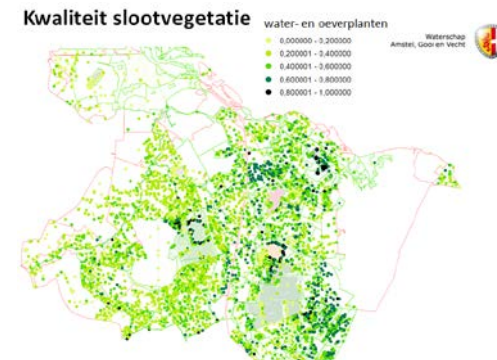 Kwaliteit slootvegetatie
water- en oeverplanten
0,000000 - 0,200000
0,200001 - 0,400000
0,400001 - 0,600000
0,600001 - 0,800000
0,800001 - 1,000000
Waterschap
Amstel, Gooi en Vecht